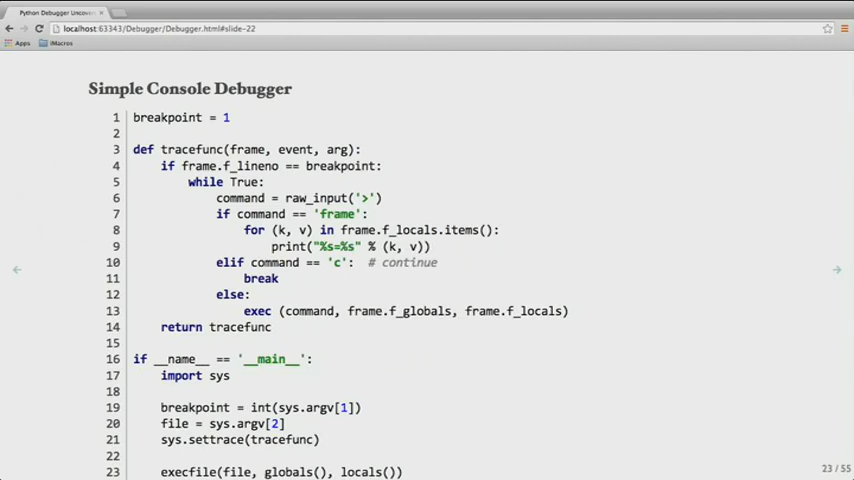 Python Debugger Uncover
localhost:63343/Debugger/Debugger.html#slide-22
Apps iMacros
Simple Console Debugger
1 breakpoint = 1
2
3 def tracefunc(frame, event, arg):
4 if frame.f_lineno == breakpoint:
5 while True:
6 command = raw_input('>')
7 if command == 'frame':
8 for (k, v) in frame.f_locals.items():
9 print("%s=%s" % (k, v))
10 elif command == 'c': # continue
11 break
12 else:
13 exec (command, frame.f_globals, frame.f_locals)
14 return tracefunc
15
16 if __name__ == '__main__':
17 import sys
18
19 breakpoint = int(sys.argv[1])
20 file = sys.argv[2]
21 sys.settrace(tracefunc)
22
23 execfile(file, globals(), locals())
23 / 55